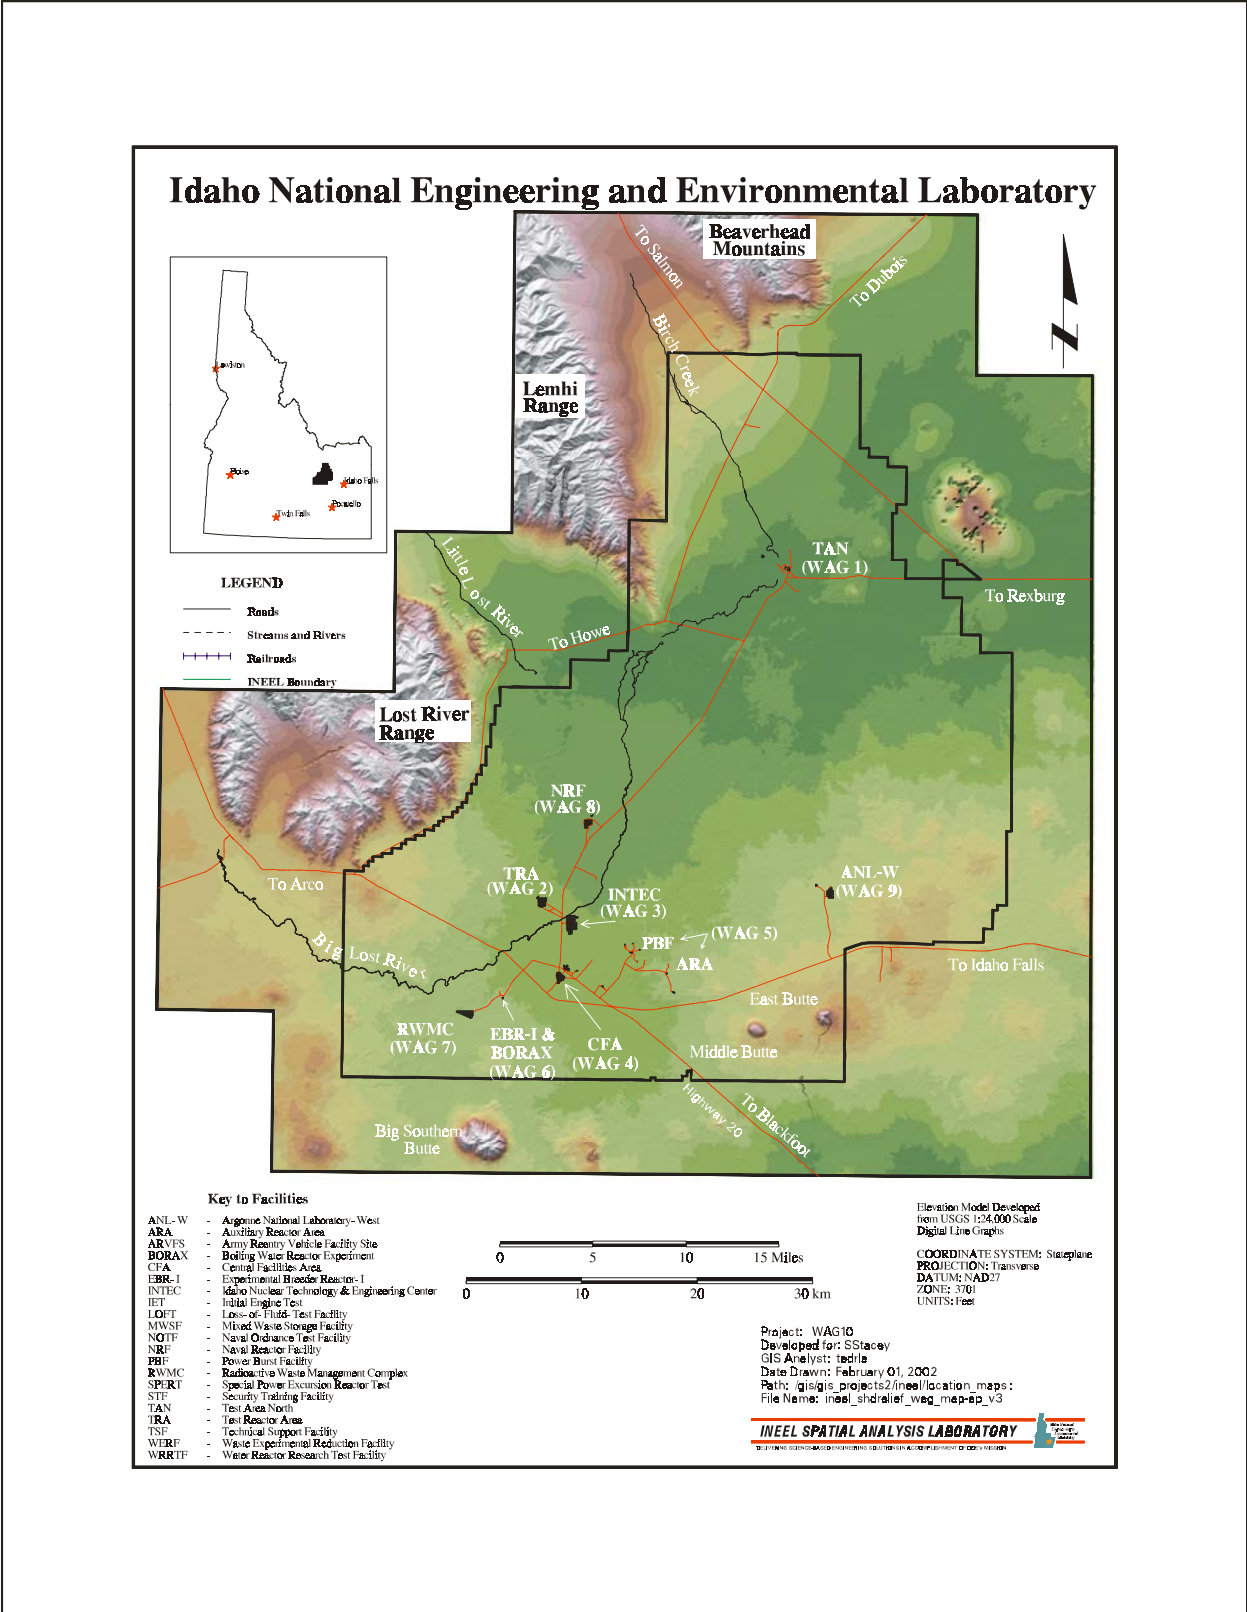 Idaho National Engineering and Environmental Laboratory
Beaverhead
Mountains
To Salmon
To Dubois
Birch Creek
Lemhi
Range
Lewiston
Boise
Idaho Falls
Pocatello
Twin Falls
LEGEND
Roads
Streams and Rivers
Railroads
INEEL Boundary
Little Lost River
To Howe
TAN
(WAG 1)
To Rexburg
Lost River
Range
NRF
(WAG 8)
TRA
(WAG 2)
INTEC
(WAG 3)
ANL-W
(WAG 9)
To Arco
Big Lost River
PBF
(WAG 5)
ARA
To Idaho Falls
East Butte
RWMC
(WAG 7)
EBR-I &
BORAX
(WAG 6)
CFA
(WAG 4)
Middle Butte
Highway 20
To Blackfoot
Big Southern
Butte
Key to Facilities
ANL-W - Argonne National Laboratory-West
ARA - Auxiliary Reactor Area
ARVFS - Army Reentry Vehicle Facility Site
BORAX - Boiling Water Reactor Experiment
CFA - Central Facilities Area
EBR-I - Experimental Breeder Reactor-I
INTEC - Idaho Nuclear Technology & Engineering Center
IET - Initial Engine Test
LOFT - Loss-of-Fluid-Test Facility
MWSF - Mixed Waste Storage Facility
NOTF - Naval Ordnance Test Facility
NRF - Naval Reactor Facility
PBF - Power Burst Facility
RWMC - Radioactive Waste Management Complex
SPERT - Special Power Excursion Reactor Test
STF - Security Training Facility
TAN - Test Area North
TRA - Test Reactor Area
TSF - Technical Support Facility
WERF - Waste Experimental Reduction Facility
WRRTF - Water Reactor Research Test Facility
0 5 10 15 Miles
0 10 20 30 km
Elevation Model Developed
from USGS 1:24,000 Scale
Digital Line Graphs
COORDINATE SYSTEM: Stateplane
PROJECTION: Transverse
DATUM: NAD27
ZONE: 3701
UNITS: Feet
Project: WAG10
Developed for: SStacey
GIS Analyst: tedrle
Date Drawn: February 01, 2002
Path: /gis/gis_projects2/ineel/location_maps:
File Name: ineel_shdrelief_wag_map-ap_v3
INEEL SPATIAL ANALYSIS LABORATORY
DELIVERING SCIENCE-BASED ENGINEERING SOLUTIONS IN ACCOMPLISHMENT OF DOE's MISSION